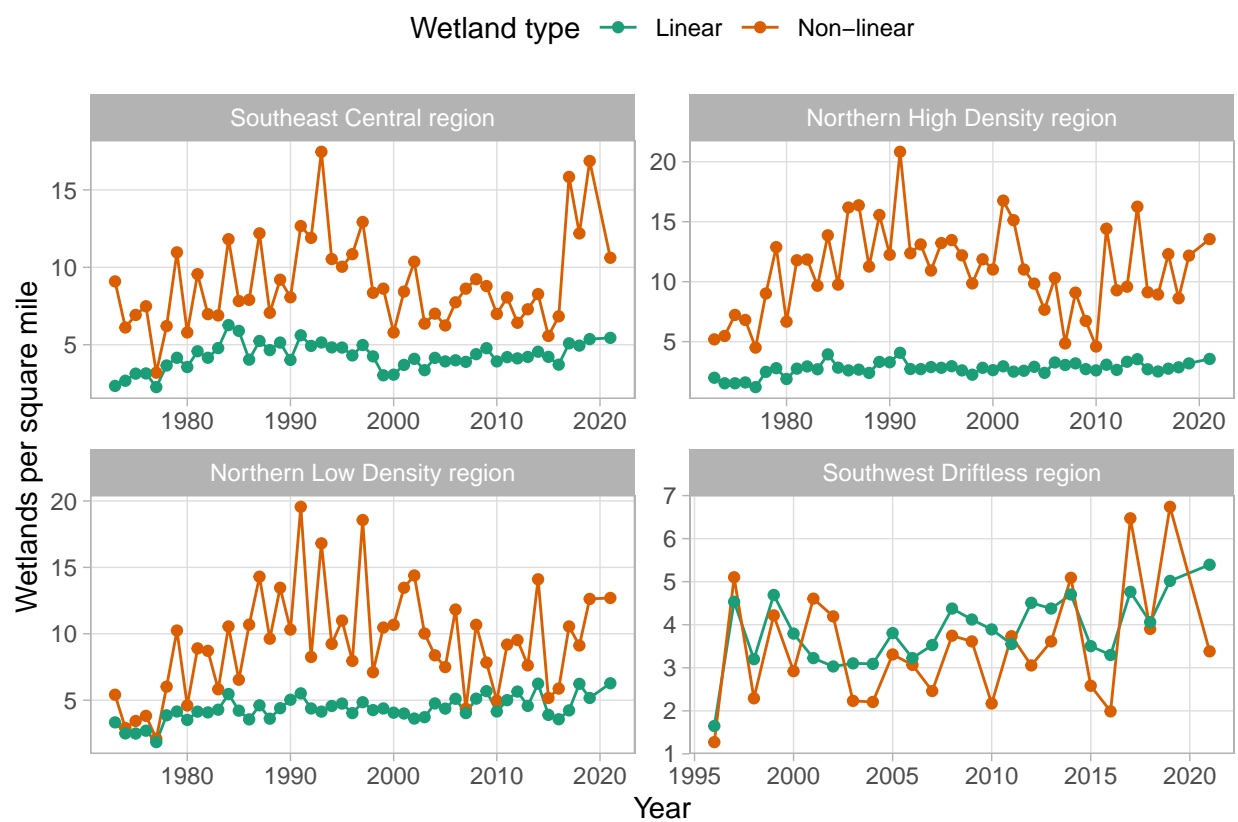 Wetland type Linear Non−linear
Southeast Central region Northern High Density region
Wetlands per square mile
15
10
5
1980 1990 2000 2010 2020
20
15
10
5
1980 1990 2000 2010 2020
Northern Low Density region Southwest Driftless region
20
15
10
5
1980 1990 2000 2010 2020
7
6
5
4
3
2
1
1995 2000 2005 2010 2015 2020
Year